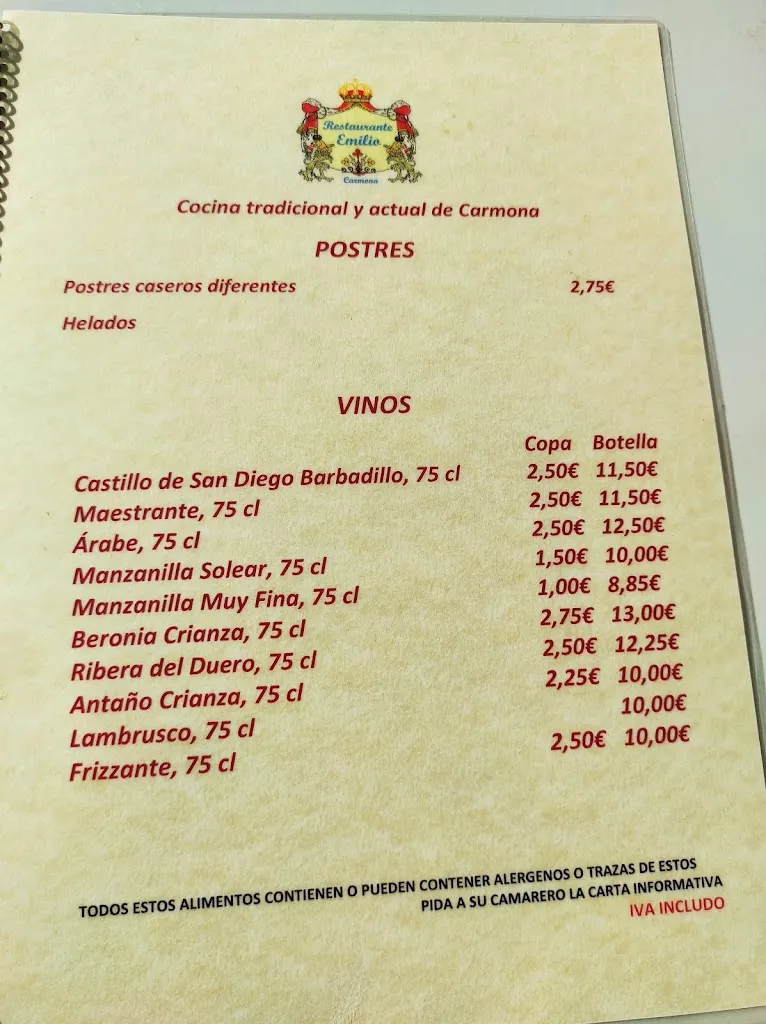 Restaurante
Emilio
Carmona
Cocina tradicional y actual de Carmona
POSTRES
Postres caseros diferentes 2,75€
Helados
VINOS
Copa Botella
Castillo de San Diego Barbadillo, 75 cl 2,50€ 11,50€
Maestrante, 75 cl 2,50€ 11,50€
Árabe, 75 cl 2,50€ 12,50€
Manzanilla Solear, 75 cl 1,50€ 10,00€
Manzanilla Muy Fina, 75 cl 1,00€ 8,85€
Beronia Crianza, 75 cl 2,75€ 13,00€
Ribera del Duero, 75 cl 2,50€ 12,25€
Antaño Crianza, 75 cl 2,25€ 10,00€
Lambrusco, 75 cl 10,00€
Frizzante, 75 cl 2,50€ 10,00€
TODOS ESTOS ALIMENTOS CONTIENEN O PUEDEN CONTENER ALERGENOS O TRAZAS DE ESTOS
PIDA A SU CAMARERO LA CARTA INFORMATIVA
IVA INCLUDO